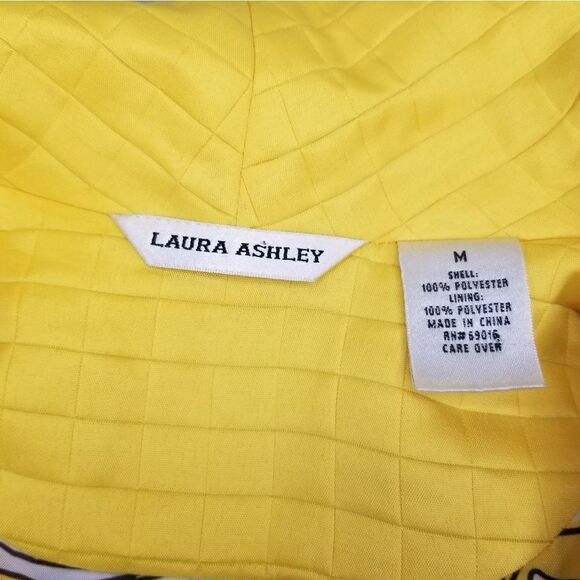 LAURA ASHLEY
M
SHELL:
100% POLYESTER
LINING:
100% POLYESTER
MADE IN CHINA
RN# 69016
CARE OVER